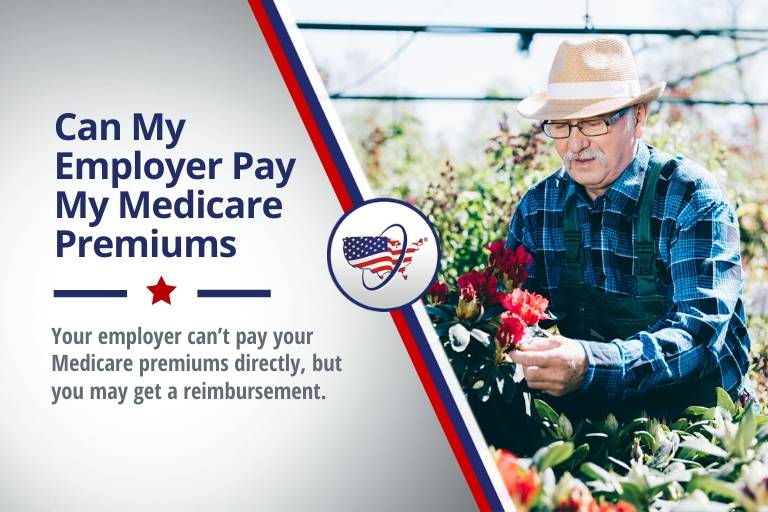 Can My
Employer Pay
My Medicare
Premiums
Your employer can’t pay your
Medicare premiums directly, but
you may get a reimbursement.